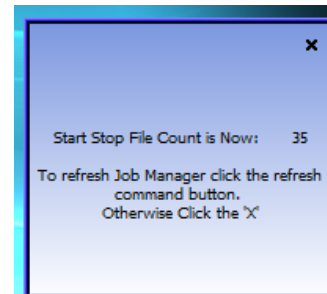 ×
Start Stop File Count is Now: 35
To refresh Job Manager click the refresh
command button.
Otherwise Click the 'X'